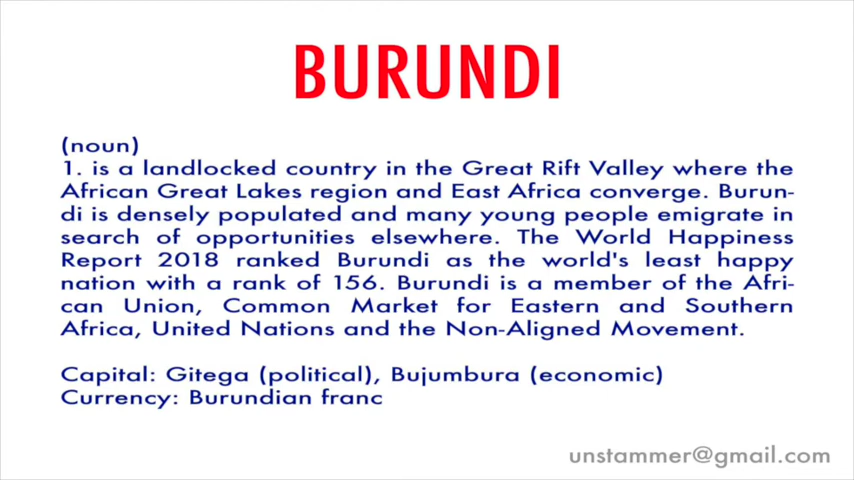 BURUNDI
(noun)
1. is a landlocked country in the Great Rift Valley where the
African Great Lakes region and East Africa converge. Burun-
di is densely populated and many young people emigrate in
search of opportunities elsewhere. The World Happiness
Report 2018 ranked Burundi as the world's least happy
nation with a rank of 156. Burundi is a member of the Afri-
can Union, Common Market for Eastern and Southern
Africa, United Nations and the Non-Aligned Movement.
Capital: Gitega (political), Bujumbura (economic)
Currency: Burundian franc
unstammer@gmail.com